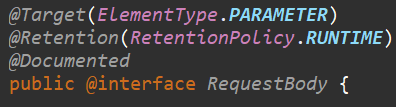 @Target(ElementType.PARAMETER)
@Retention(RetentionPolicy.RUNTIME)
@Documented
public @interface RequestBody {